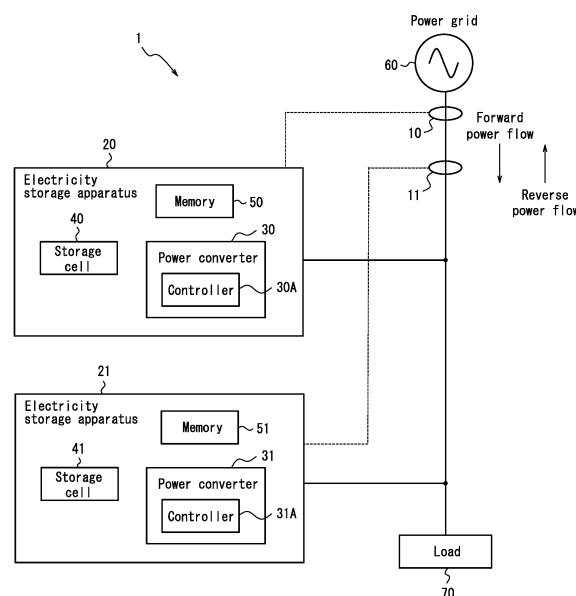 Power grid
1
60
10
Forward
power flow
20
11
Reverse
power flow
Electricity
storage apparatus
Memory
50
40
30
Storage
cell
Power converter
Controller
30A
21
Electricity
storage apparatus
Memory
51
41
31
Storage
cell
Power converter
Controller
31A
Load
70